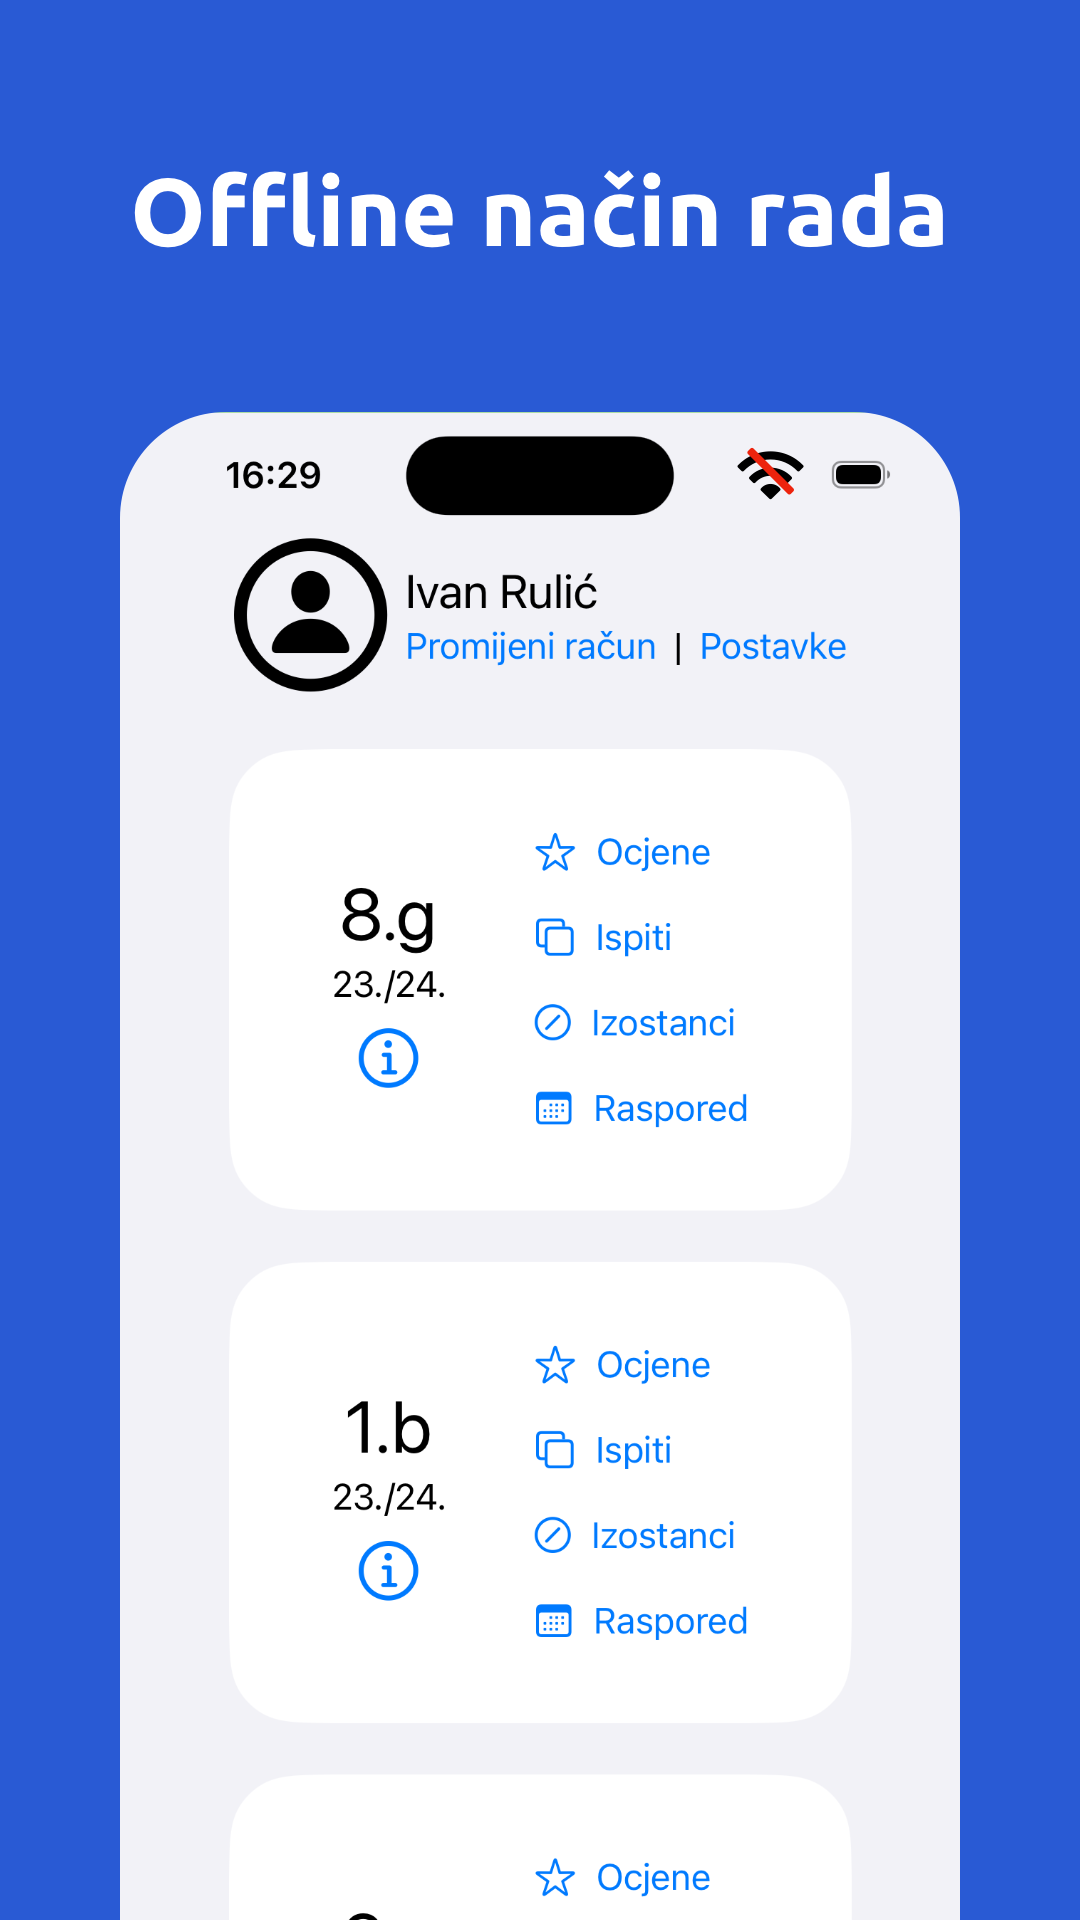 Offline način rada
16:29
Ivan Rulić
Promijeni račun | Postavke
8.g
23./24.
Ocjene
Ispiti
Izostanci
Raspored
1.b
23./24.
Ocjene
Ispiti
Izostanci
Raspored
Ocjene